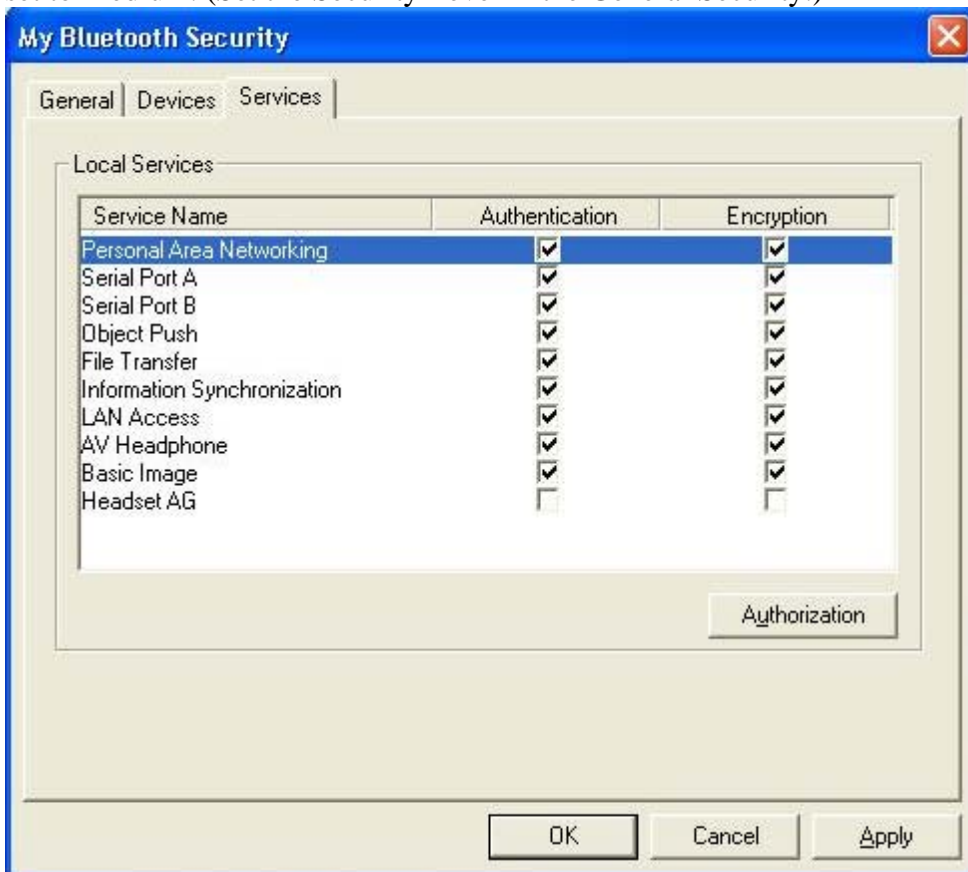 My Bluetooth Security
General Devices Services
Local Services
Service Name Authentication Encryption
Personal Area Networking
Serial Port A
Serial Port B
Object Push
File Transfer
Information Synchronization
LAN Access
AV Headphone
Basic Image
Headset AG
Authorization
OK Cancel Apply